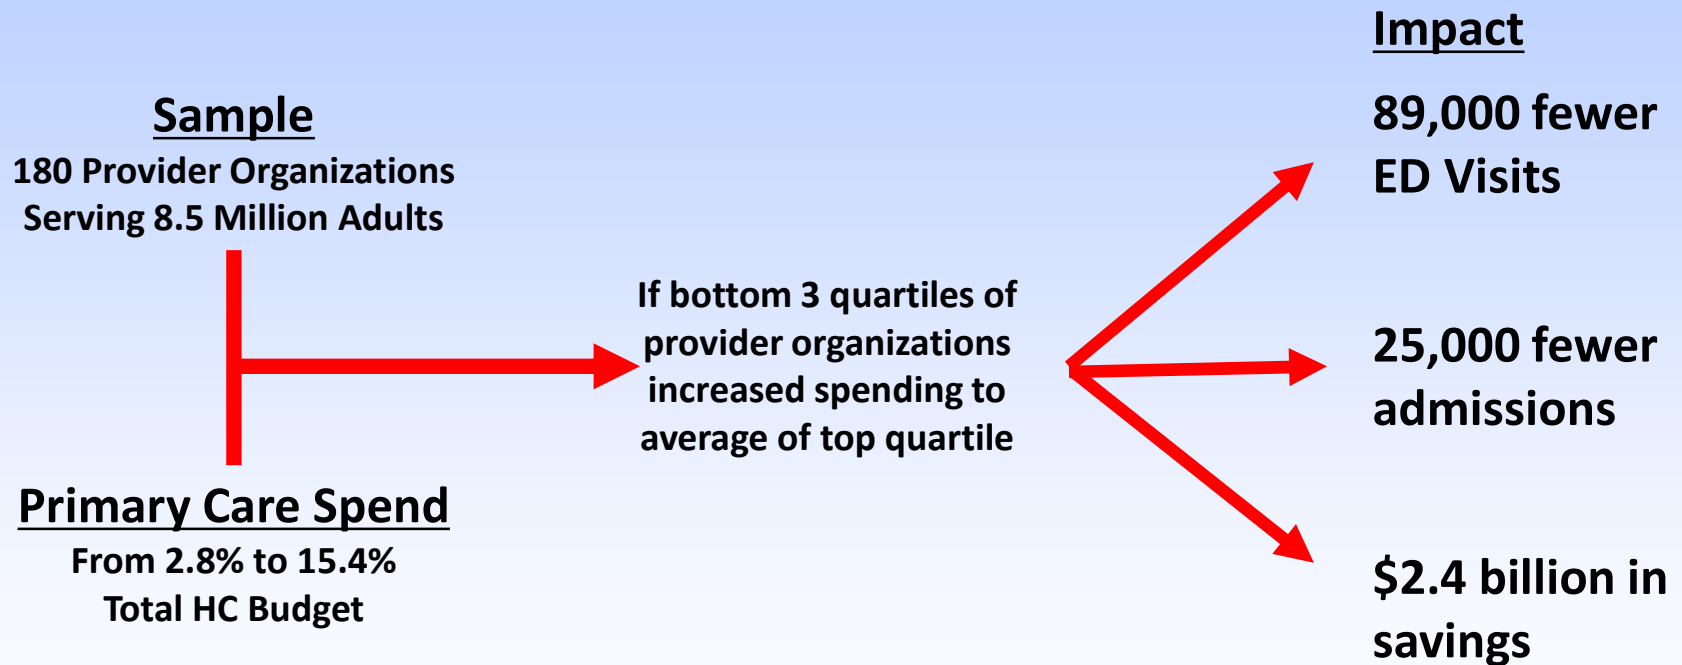 Sample
180 Provider Organizations
Serving 8.5 Million Adults
Primary Care Spend
From 2.8% to 15.4%
Total HC Budget
If bottom 3 quartiles of
provider organizations
increased spending to
average of top quartile
Impact
89,000 fewer
ED Visits
25,000 fewer
admissions
$2.4 billion in
savings